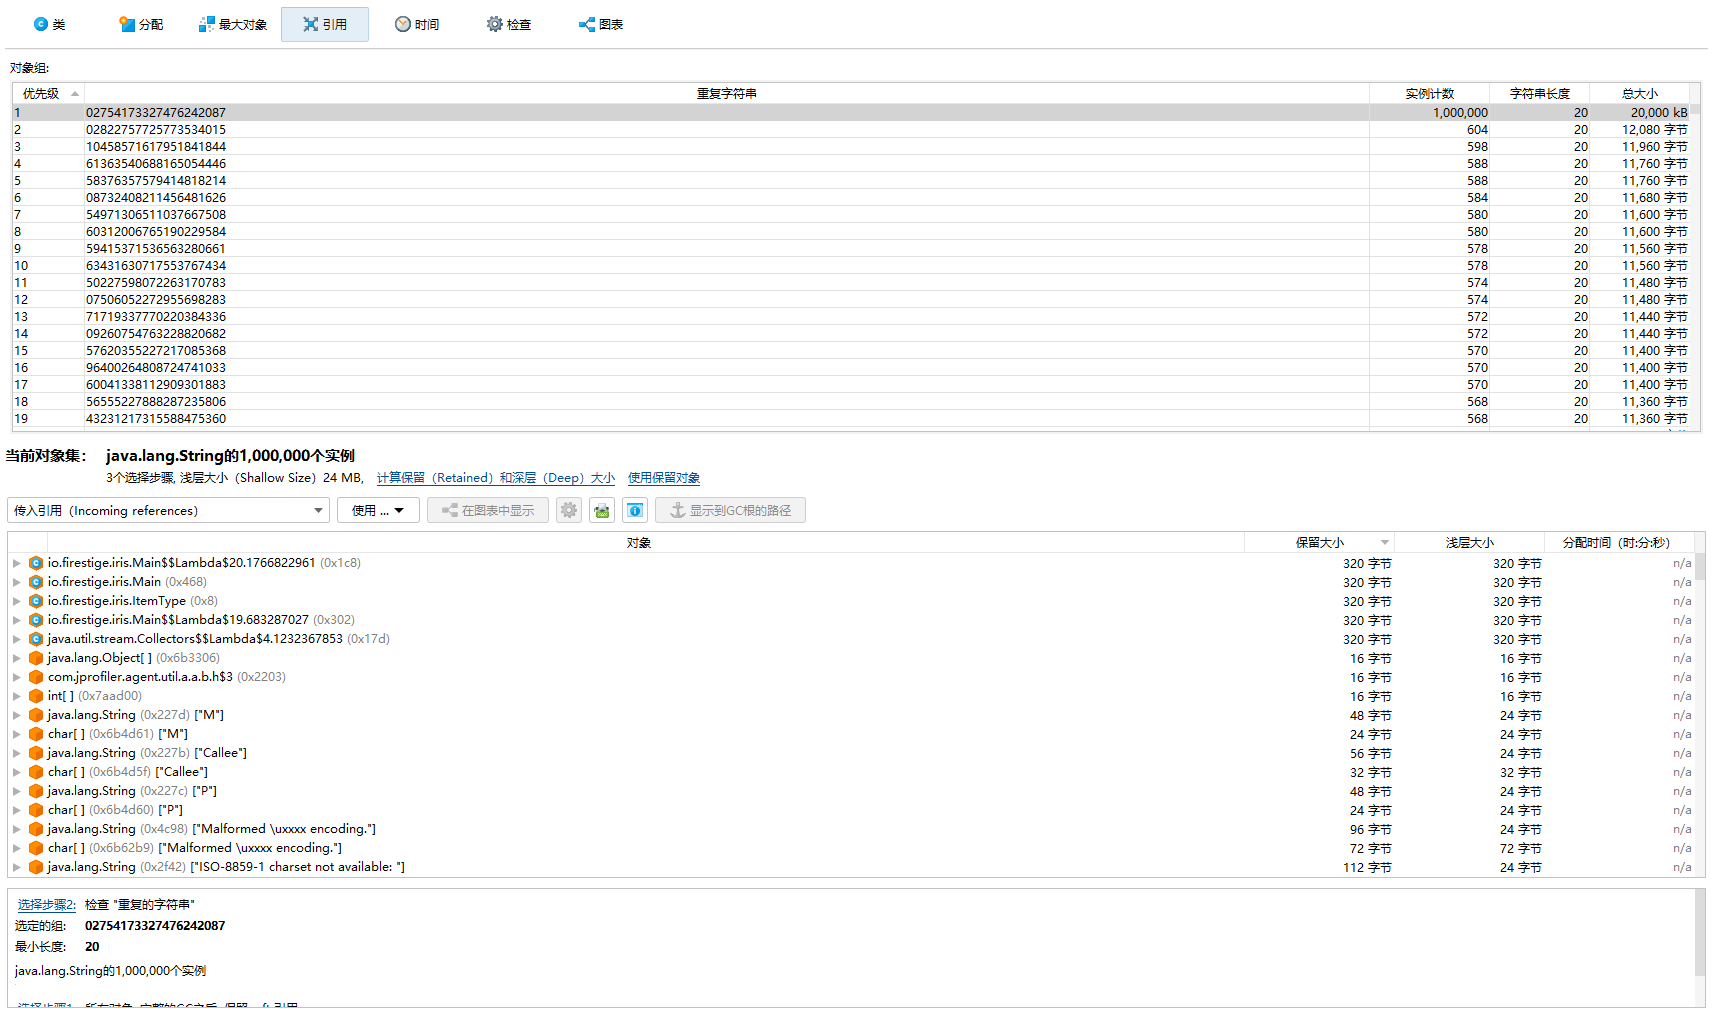 类 分配 最大对象 引用 时间 检查 图表
对象组:
优先级 重复字符串 实例计数 字符串长度 总大小
1 02754173327476242087 1,000,000 20 20,000 kB
2 02822757725773534015 604 20 12,080 字节
3 10458571617951841844 598 20 11,960 字节
4 61363540688165054446 588 20 11,760 字节
5 58376357579414818214 588 20 11,760 字节
6 08732408211456481626 584 20 11,680 字节
7 54971306511037667508 580 20 11,600 字节
8 60312006765190229584 580 20 11,600 字节
9 59415371536563280661 578 20 11,560 字节
10 63431630717553767434 578 20 11,560 字节
11 50227598072263170783 574 20 11,480 字节
12 07506052272955698283 574 20 11,480 字节
13 71719337770220384336 572 20 11,440 字节
14 09260754763228820682 572 20 11,440 字节
15 57620355227217085368 570 20 11,400 字节
16 96400264808724741033 570 20 11,400 字节
17 60041338112909301883 570 20 11,400 字节
18 56555227888287235806 568 20 11,360 字节
19 43231217315588475360 568 20 11,360 字节
当前对象集： java.lang.String的1,000,000个实例
3个选择步骤, 浅层大小（Shallow Size）24 MB, 计算保留（Retained）和深层（Deep）大小 使用保留对象
传入引用（Incoming references） 使用 ... 在图表中显示 显示到GC根的路径
对象 保留大小 浅层大小 分配时间（时:分:秒）
io.firestige.iris.Main$$Lambda$20.1766822961 (0x1c8) 320 字节 320 字节 n/a
io.firestige.iris.Main (0x468) 320 字节 320 字节 n/a
io.firestige.iris.ItemType (0x8) 320 字节 320 字节 n/a
io.firestige.iris.Main$$Lambda$19.683287027 (0x302) 320 字节 320 字节 n/a
java.util.stream.Collectors$$Lambda$4.1232367853 (0x17d) 320 字节 320 字节 n/a
java.lang.Object[ ] (0x6b3306) 16 字节 16 字节 n/a
com.jprofiler.agent.util.a.a.b.h$3 (0x2203) 16 字节 16 字节 n/a
int[ ] (0x7aad00) 16 字节 16 字节 n/a
java.lang.String (0x227d) ["M"] 48 字节 24 字节 n/a
char[ ] (0x6b4d61) ["M"] 24 字节 24 字节 n/a
java.lang.String (0x227b) ["Callee"] 56 字节 24 字节 n/a
char[ ] (0x6b4d5f) ["Callee"] 32 字节 32 字节 n/a
java.lang.String (0x227c) ["P"] 48 字节 24 字节 n/a
char[ ] (0x6b4d60) ["P"] 24 字节 24 字节 n/a
java.lang.String (0x4c98) ["Malformed \uxxxx encoding."] 96 字节 24 字节 n/a
char[ ] (0x6b62b9) ["Malformed \uxxxx encoding."] 72 字节 72 字节 n/a
java.lang.String (0x2f42) ["ISO-8859-1 charset not available: "] 112 字节 24 字节 n/a
选择步骤2: 检查 "重复的字符串"
选定的组: 02754173327476242087
最小长度: 20
java.lang.String的1,000,000个实例